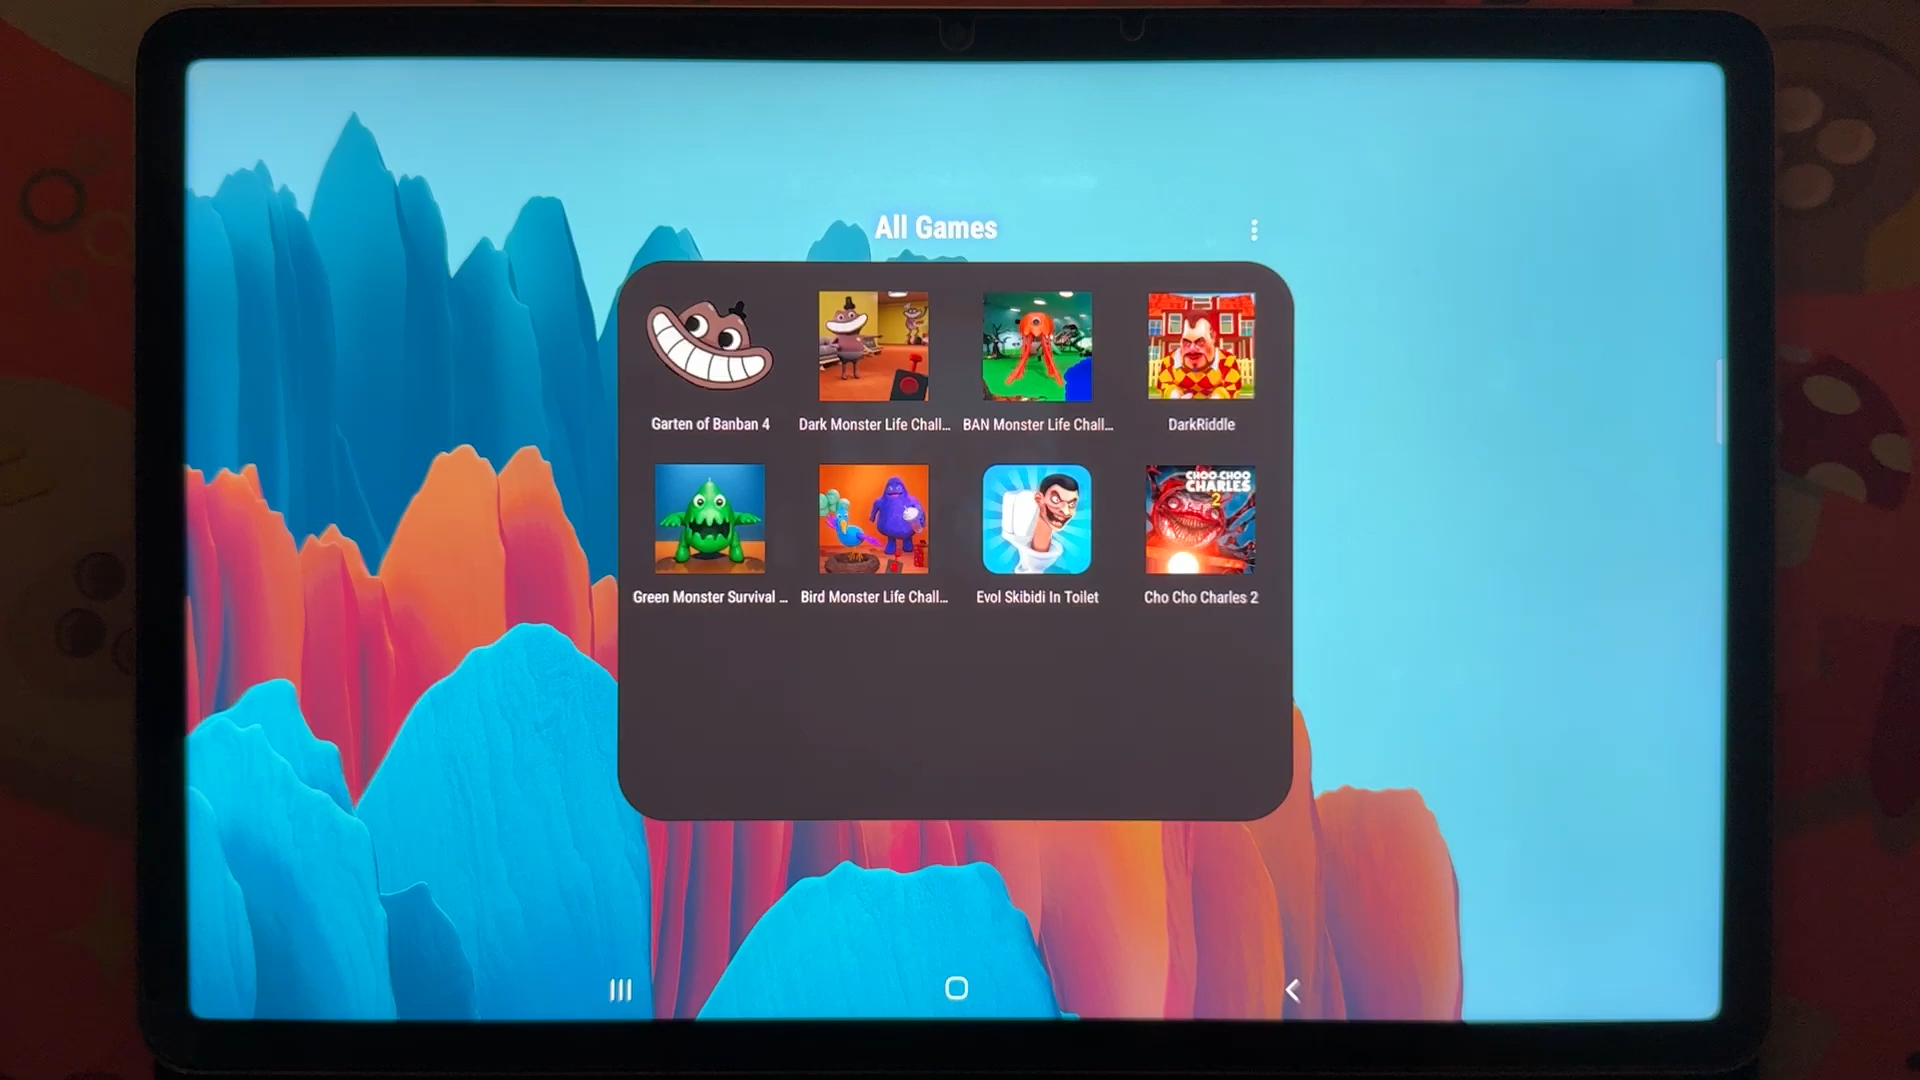 All Games
Garten of Banban 4
Dark Monster Life Chall...
BAN Monster Life Chall...
DarkRiddle
CHOO-CHOO
CHARLES
2
Green Monster Survival ...
Bird Monster Life Chall...
Evol Skibidi In Toilet
Cho Cho Charles 2